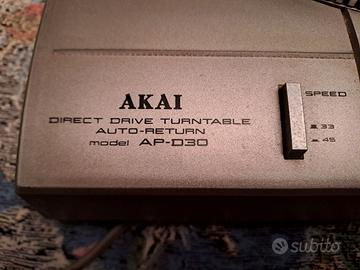 AKAI
DIRECT DRIVE TURNTABLE
AUTO-RETURN
model AP-D30
SPEED
33
45
subito